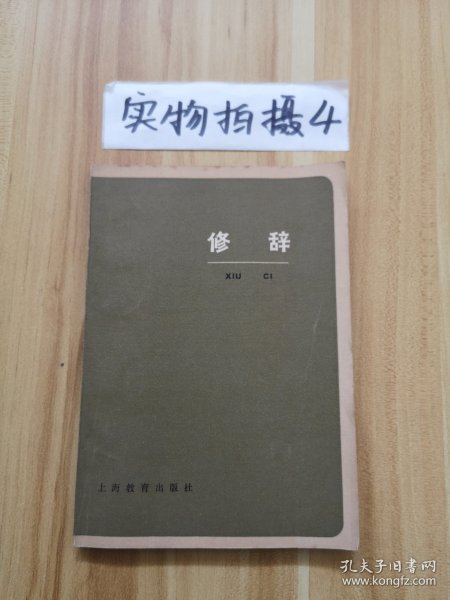 实物拍摄4
修 辞
XIU CI
上海教育出版社
孔夫子旧书网
www.kongfz.com